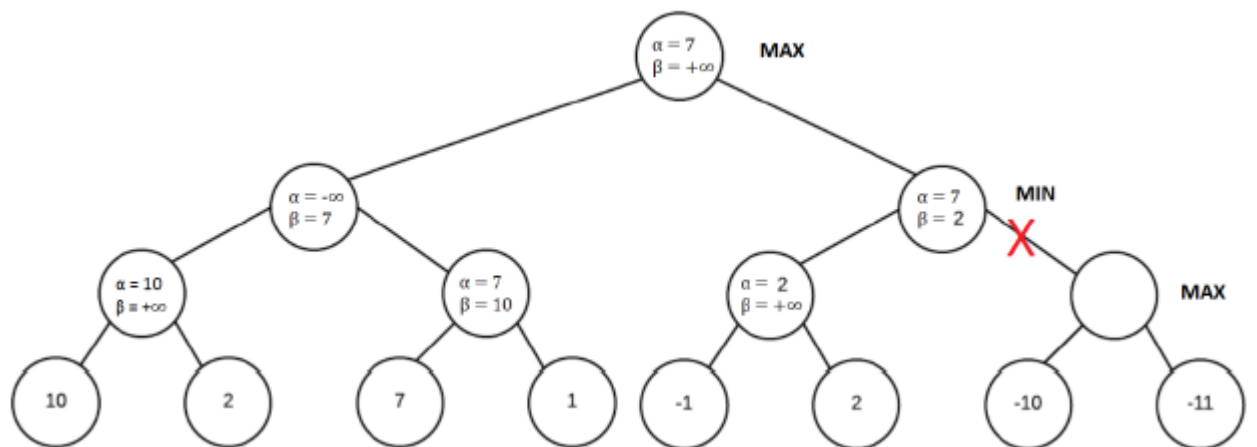 α = 7
β = +∞
MAX
α = -∞
β = 7
α = 7
β = 2
MIN
X
α = 10
β = +∞
α = 7
β = 10
α = 2
β = +∞
MAX
10
2
7
1
-1
2
-10
-11